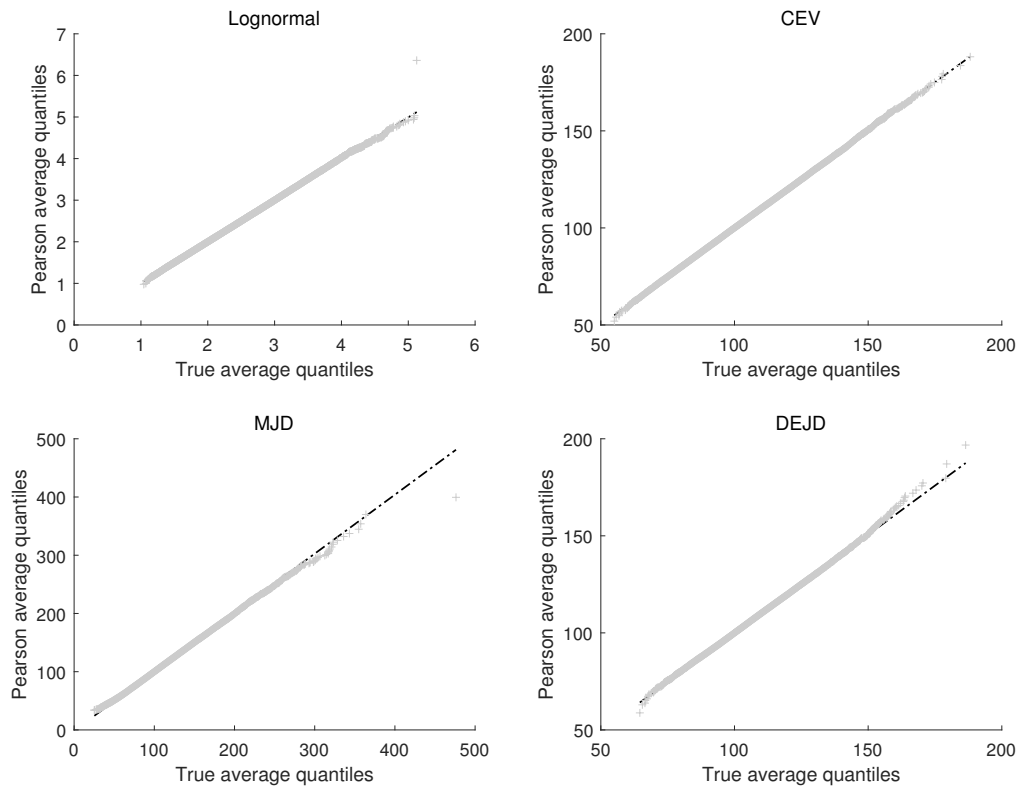 Lognormal
7
6
5
4
3
2
1
0
Pearson average quantiles
0 1 2 3 4 5 6
True average quantiles
CEV
200
150
100
50
Pearson average quantiles
50 100 150 200
True average quantiles
MJD
500
400
300
200
100
0
Pearson average quantiles
0 100 200 300 400 500
True average quantiles
DEJD
200
150
100
50
Pearson average quantiles
50 100 150 200
True average quantiles